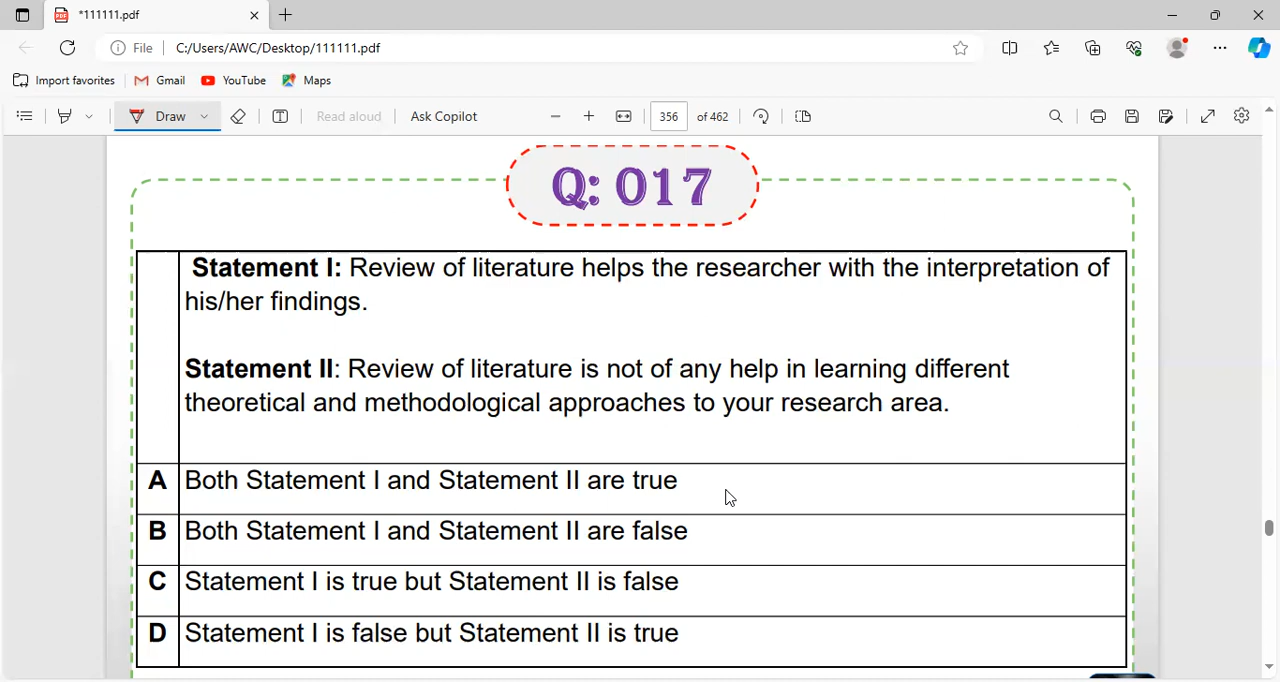 *111111.pdf
File C:/Users/AWC/Desktop/111111.pdf
Import favorites Gmail YouTube Maps
Draw Read aloud Ask Copilot 356 of 462
Q: 017
Statement I: Review of literature helps the researcher with the interpretation of
his/her findings.
Statement II: Review of literature is not of any help in learning different
theoretical and methodological approaches to your research area.
A Both Statement I and Statement II are true
B Both Statement I and Statement II are false
C Statement I is true but Statement II is false
D Statement I is false but Statement II is true